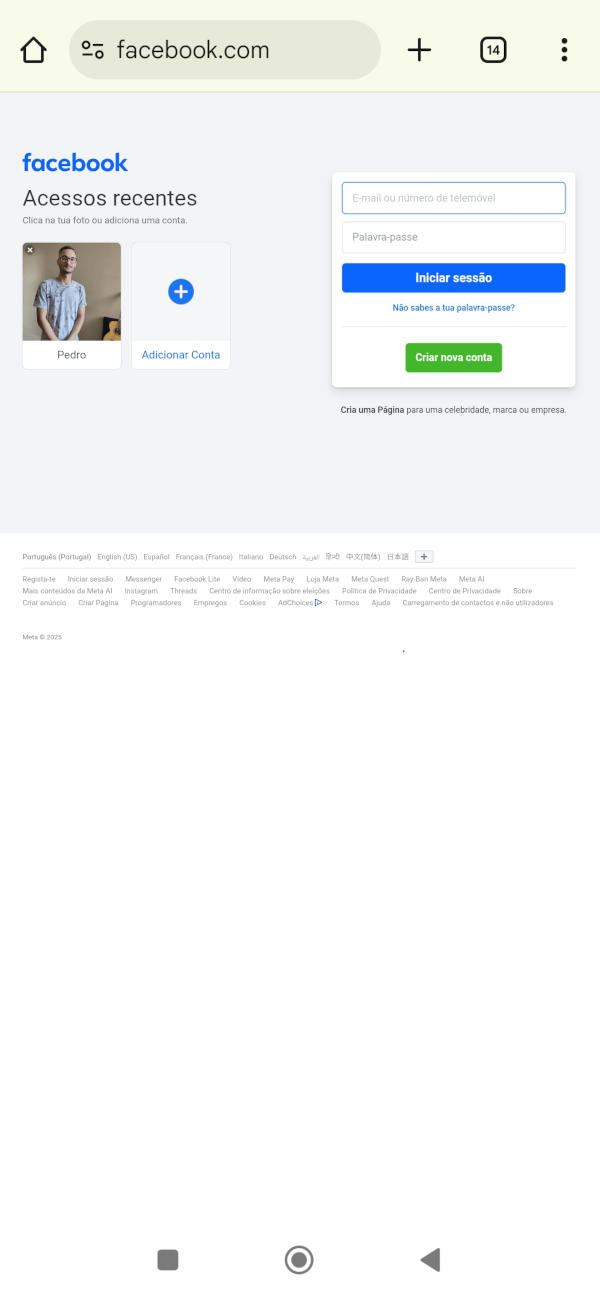 facebook.com
14
facebook
Acessos recentes
Clica na tua foto ou adiciona uma conta.
Pedro
Adicionar Conta
E-mail ou número de telemóvel
Palavra-passe
Iniciar sessão
Não sabes a tua palavra-passe?
Criar nova conta
Cria uma Página para uma celebridade, marca ou empresa.
Português (Portugal) English (US) Español Français (France) Italiano Deutsch العربية हिन्दी 中文(简体) 日本語
Regista-te Iniciar sessão Messenger Facebook Lite Vídeo Meta Pay Loja Meta Meta Quest Ray-Ban Meta Meta AI
Mais conteúdos da Meta AI Instagram Threads Centro de informação sobre eleições Política de Privacidade Centro de Privacidade Sobre
Criar anúncio Criar Página Programadores Empregos Cookies AdChoices Termos Ajuda Carregamento de contactos e não utilizadores
Meta © 2025